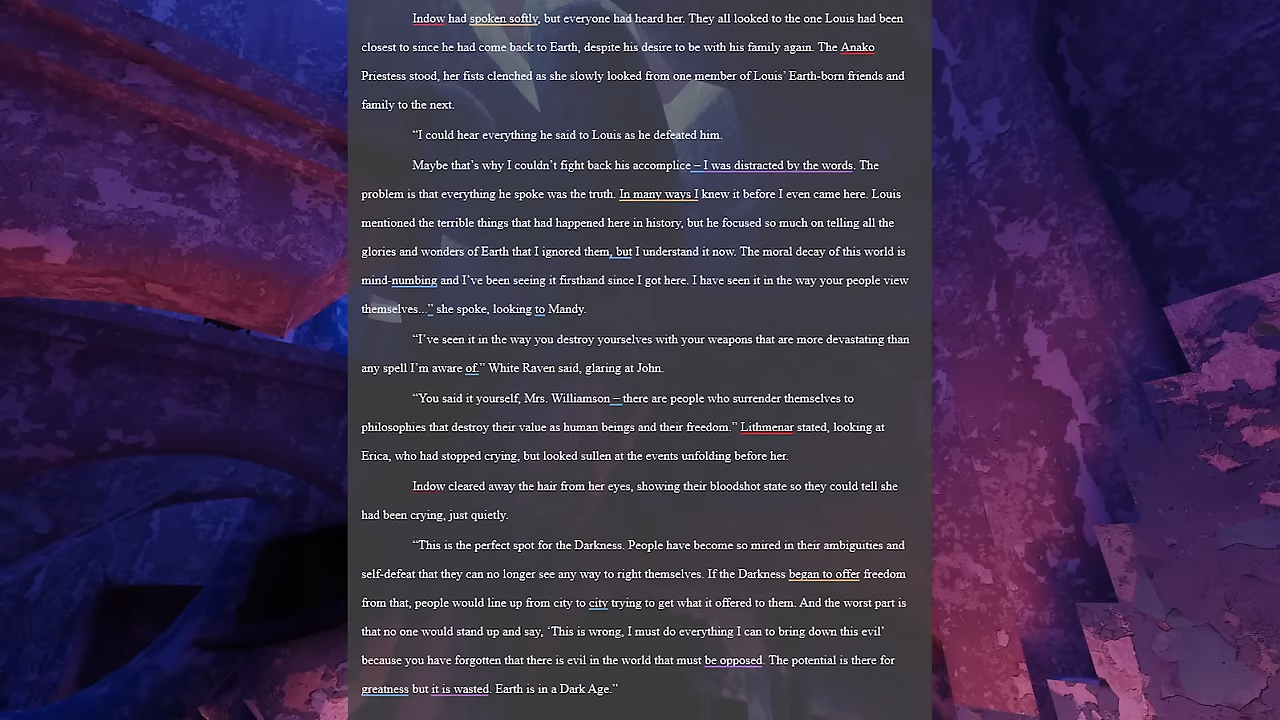 Indow had spoken softly, but everyone had heard her. They all looked to the one Louis had been
closest to since he had come back to Earth, despite his desire to be with his family again. The Anako
Priestess stood, her fists clenched as she slowly looked from one member of Louis’ Earth-born friends and
family to the next.
“I could hear everything he said to Louis as he defeated him.
Maybe that’s why I couldn’t fight back his accomplice – I was distracted by the words. The
problem is that everything he spoke was the truth. In many ways I knew it before I even came here. Louis
mentioned the terrible things that had happened here in history, but he focused so much on telling all the
glories and wonders of Earth that I ignored them, but I understand it now. The moral decay of this world is
mind-numbing and I’ve been seeing it firsthand since I got here. I have seen it in the way your people view
themselves...” she spoke, looking to Mandy.
“I’ve seen it in the way you destroy yourselves with your weapons that are more devastating than
any spell I’m aware of.” White Raven said, glaring at John.
“You said it yourself, Mrs. Williamson – there are people who surrender themselves to
philosophies that destroy their value as human beings and their freedom.” Lithmenar stated, looking at
Erica, who had stopped crying, but looked sullen at the events unfolding before her.
Indow cleared away the hair from her eyes, showing their bloodshot state so they could tell she
had been crying, just quietly.
“This is the perfect spot for the Darkness. People have become so mired in their ambiguities and
self-defeat that they can no longer see any way to right themselves. If the Darkness began to offer freedom
from that, people would line up from city to city trying to get what it offered to them. And the worst part is
that no one would stand up and say, ‘This is wrong, I must do everything I can to bring down this evil’
because you have forgotten that there is evil in the world that must be opposed. The potential is there for
greatness but it is wasted. Earth is in a Dark Age.”